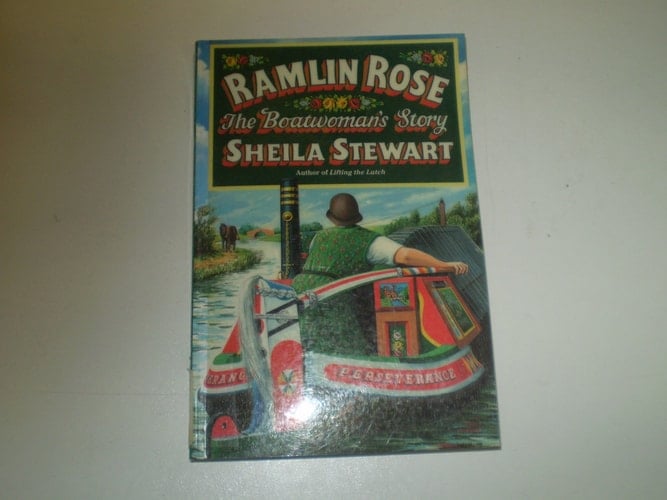 RAMLIN ROSE
The Boatwoman's Story
SHEILA STEWART
Author of Lifting the Latch
PERSEVERANCE